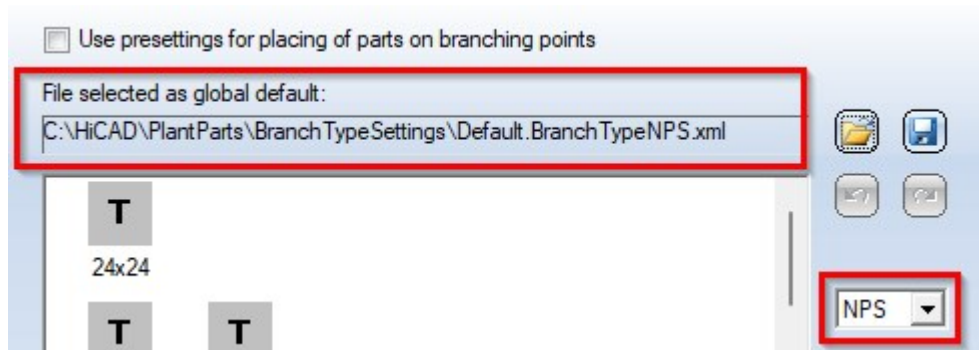 Use presettings for placing of parts on branching points
File selected as global default:
C:\HiCAD\PlantParts\BranchTypeSettings\Default.BranchTypeNPS.xml
T
24x24
NPS
T T